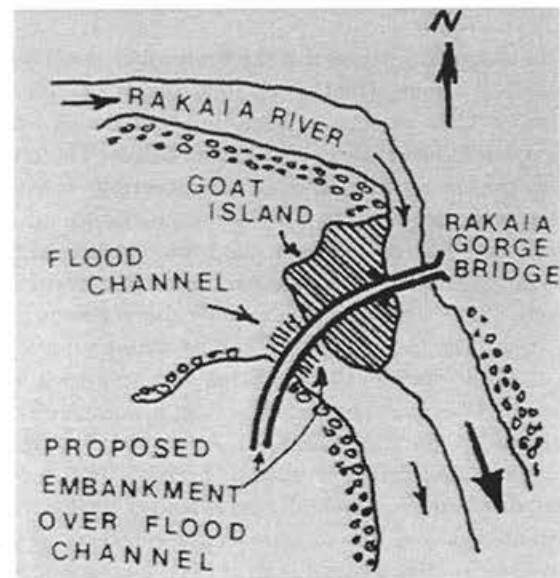 N
RAKAIA RIVER
GOAT
ISLAND
RAKAIA
GORGE
BRIDGE
FLOOD
CHANNEL
PROPOSED
EMBANKMENT
OVER FLOOD
CHANNEL